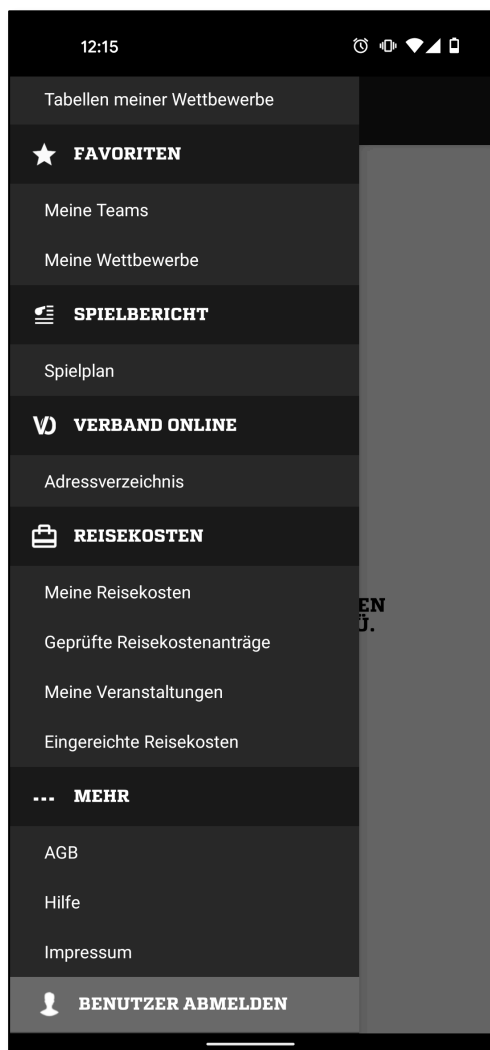 12:15
Tabellen meiner Wettbewerbe
FAVORITEN
Meine Teams
Meine Wettbewerbe
SPIELBERICHT
Spielplan
VERBAND ONLINE
Adressverzeichnis
REISEKOSTEN
Meine Reisekosten
EN
Ü.
Geprüfte Reisekostenanträge
Meine Veranstaltungen
Eingereichte Reisekosten
MEHR
AGB
Hilfe
Impressum
BENUTZER ABMELDEN